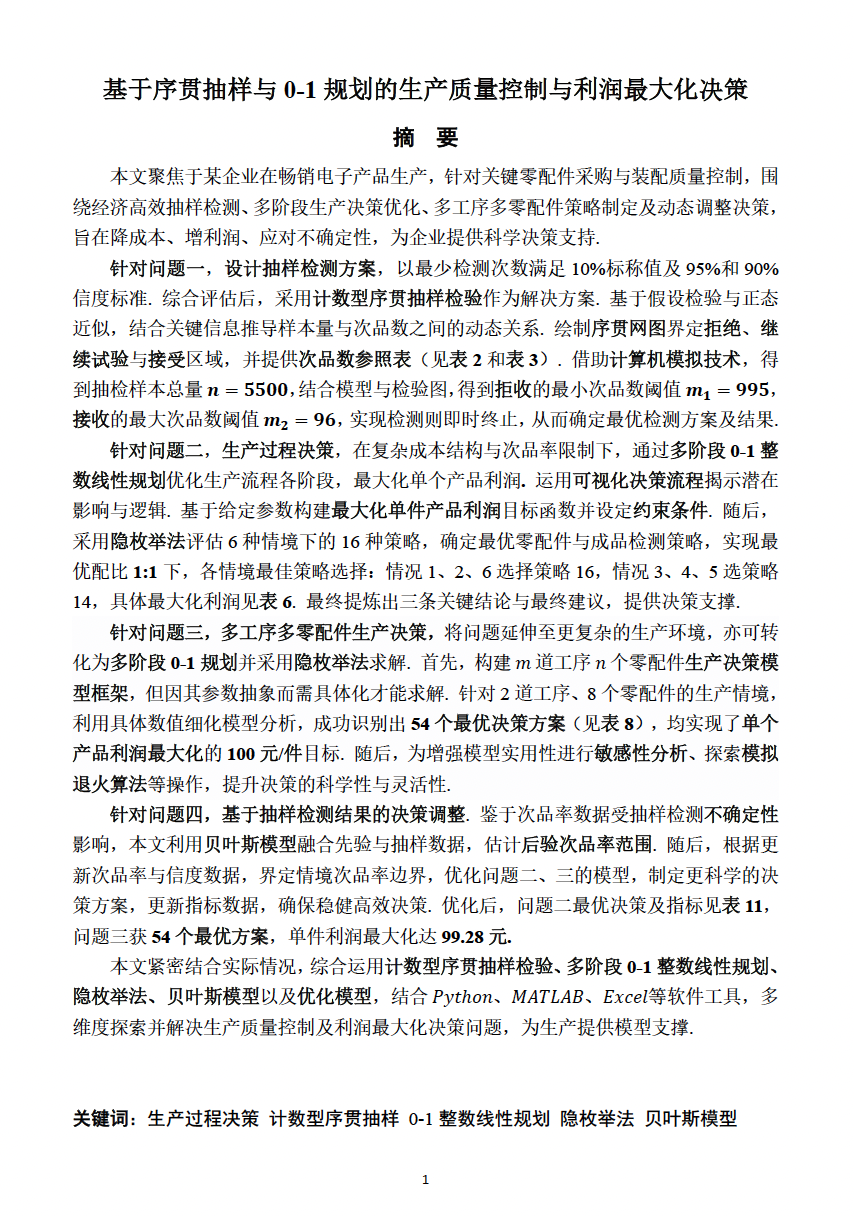 基于序贯抽样与 0-1 规划的生产质量控制与利润最大化决策
摘 要
本文聚焦于某企业在畅销电子产品生产，针对关键零配件采购与装配质量控制，围
绕经济高效抽样检测、多阶段生产决策优化、多工序多零配件策略制定及动态调整决策，
旨在降成本、增利润、应对不确定性，为企业提供科学决策支持.
针对问题一，设计抽样检测方案，以最少检测次数满足 10%标称值及 95%和 90%
信度标准. 综合评估后，采用计数型序贯抽样检验作为解决方案. 基于假设检验与正态
近似，结合关键信息推导样本量与次品数之间的动态关系. 绘制序贯网图界定拒绝、继
续试验与接受区域，并提供次品数参照表（见表 2 和表 3）. 借助计算机模拟技术，得
到抽检样本总量 n = 5500，结合模型与检验图，得到拒收的最小次品数阈值 m₁ = 995，
接收的最大次品数阈值 m₂ = 96，实现检测则即时终止，从而确定最优检测方案及结果.
针对问题二，生产过程决策，在复杂成本结构与次品率限制下，通过多阶段 0-1 整
数线性规划优化生产流程各阶段，最大化单个产品利润. 运用可视化决策流程揭示潜在
影响与逻辑. 基于给定参数构建最大化单件产品利润目标函数并设定约束条件. 随后，
采用隐枚举法评估 6 种情境下的 16 种策略，确定最优零配件与成品检测策略，实现最
优配比 1:1 下，各情境最佳策略选择：情况 1、2、6 选择策略 16，情况 3、4、5 选策略
14，具体最大化利润见表 6. 最终提炼出三条关键结论与最终建议，提供决策支撑.
针对问题三，多工序多零配件生产决策，将问题延伸至更复杂的生产环境，亦可转
化为多阶段 0-1 规划并采用隐枚举法求解. 首先，构建 m 道工序 n 个零配件生产决策模
型框架，但因其参数抽象而需具体化才能求解. 针对 2 道工序、8 个零配件的生产情境，
利用具体数值细化模型分析，成功识别出 54 个最优决策方案（见表 8），均实现了单个
产品利润最大化的 100 元/件目标. 随后，为增强模型实用性进行敏感性分析、探索模拟
退火算法等操作，提升决策的科学性与灵活性.
针对问题四，基于抽样检测结果的决策调整. 鉴于次品率数据受抽样检测不确定性
影响，本文利用贝叶斯模型融合先验与抽样数据，估计后验次品率范围. 随后，根据更
新次品率与信度数据，界定情境次品率边界，优化问题二、三的模型，制定更科学的决
策方案，更新指标数据，确保稳健高效决策. 优化后，问题二最优决策及指标见表 11，
问题三获 54 个最优方案，单件利润最大化达 99.28 元.
本文紧密结合实际情况，综合运用计数型序贯抽样检验、多阶段 0-1 整数线性规划、
隐枚举法、贝叶斯模型以及优化模型，结合 Python、MATLAB、Excel等软件工具，多
维度探索并解决生产质量控制及利润最大化决策问题，为生产提供模型支撑.
关键词：生产过程决策 计数型序贯抽样 0-1 整数线性规划 隐枚举法 贝叶斯模型
1